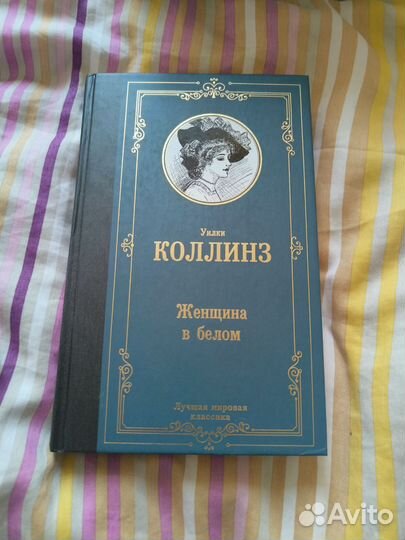 Уилки
КОЛЛИНЗ
Женщина
в белом
Лучшая мировая
классика
Avito